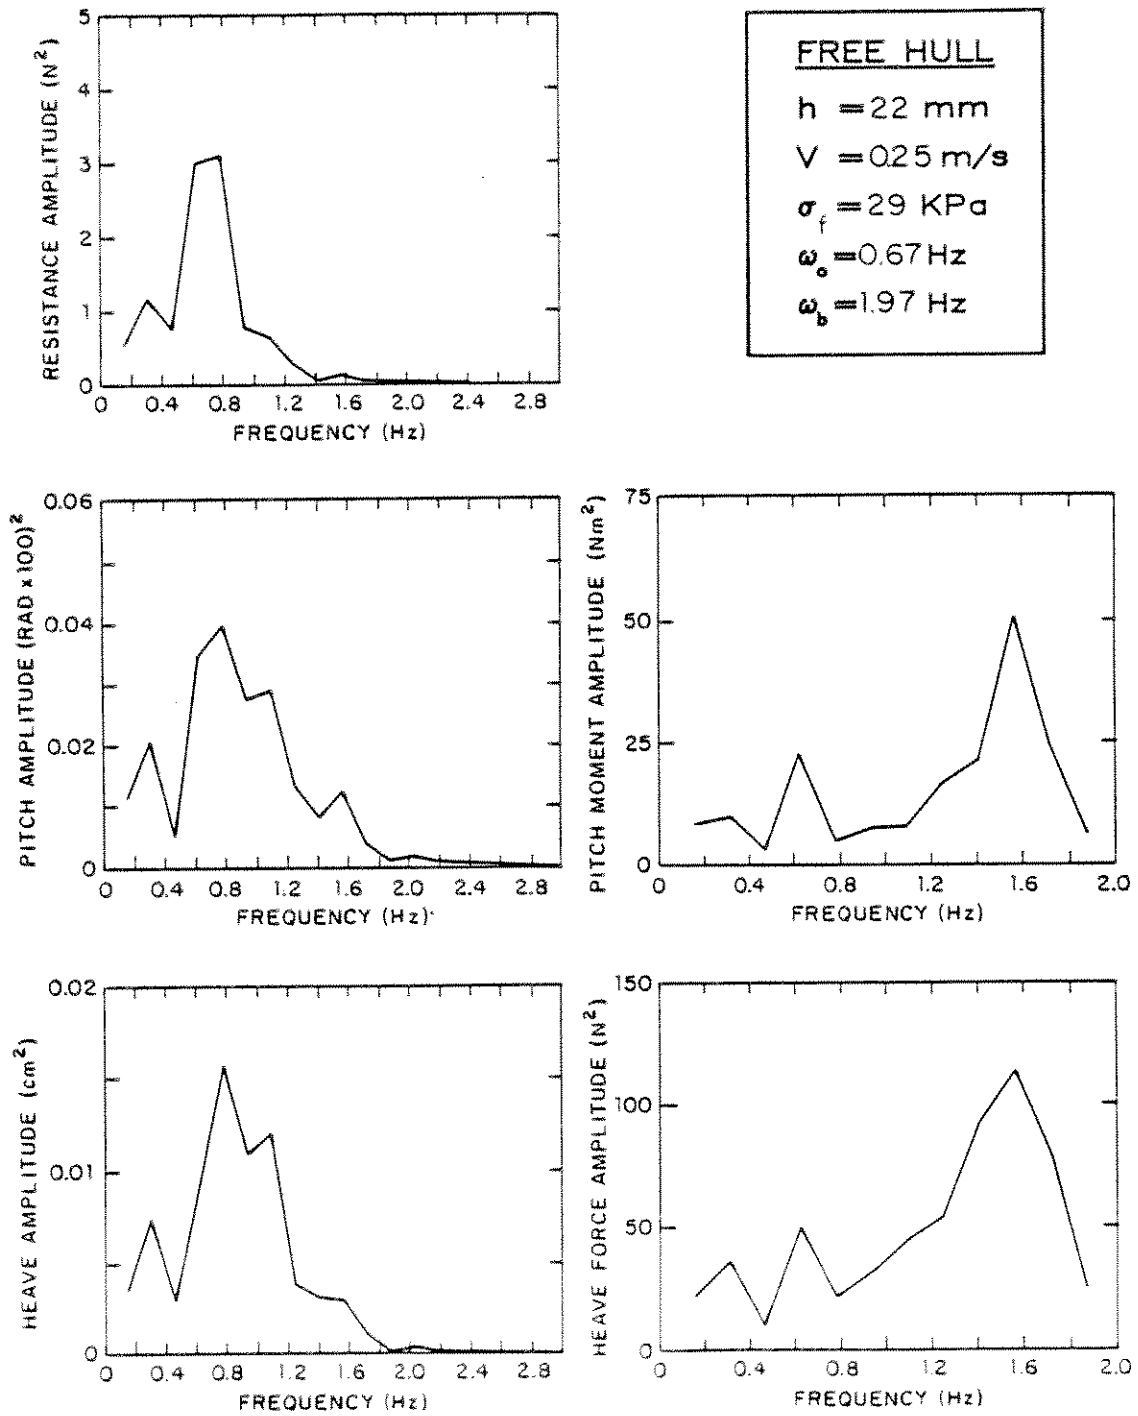 5
4
3
2
1
0
RESISTANCE AMPLITUDE (N²)
0 0.4 0.8 1.2 1.6 2.0 2.4 2.8
FREQUENCY (Hz)
FREE HULL
h = 22 mm
V = 0.25 m/s
σf = 29 KPa
ωo = 0.67 Hz
ωb = 1.97 Hz
0.06
0.04
0.02
0
PITCH AMPLITUDE (RAD x 100)²
0 0.4 0.8 1.2 1.6 2.0 2.4 2.8
FREQUENCY (Hz)
75
50
25
0
PITCH MOMENT AMPLITUDE (Nm²)
0 0.4 0.8 1.2 1.6 2.0
FREQUENCY (Hz)
0.02
0.01
0
HEAVE AMPLITUDE (cm²)
0 0.4 0.8 1.2 1.6 2.0 2.4 2.8
FREQUENCY (Hz)
150
100
50
0
HEAVE FORCE AMPLITUDE (N²)
0 0.4 0.8 1.2 1.6 2.0
FREQUENCY (Hz)